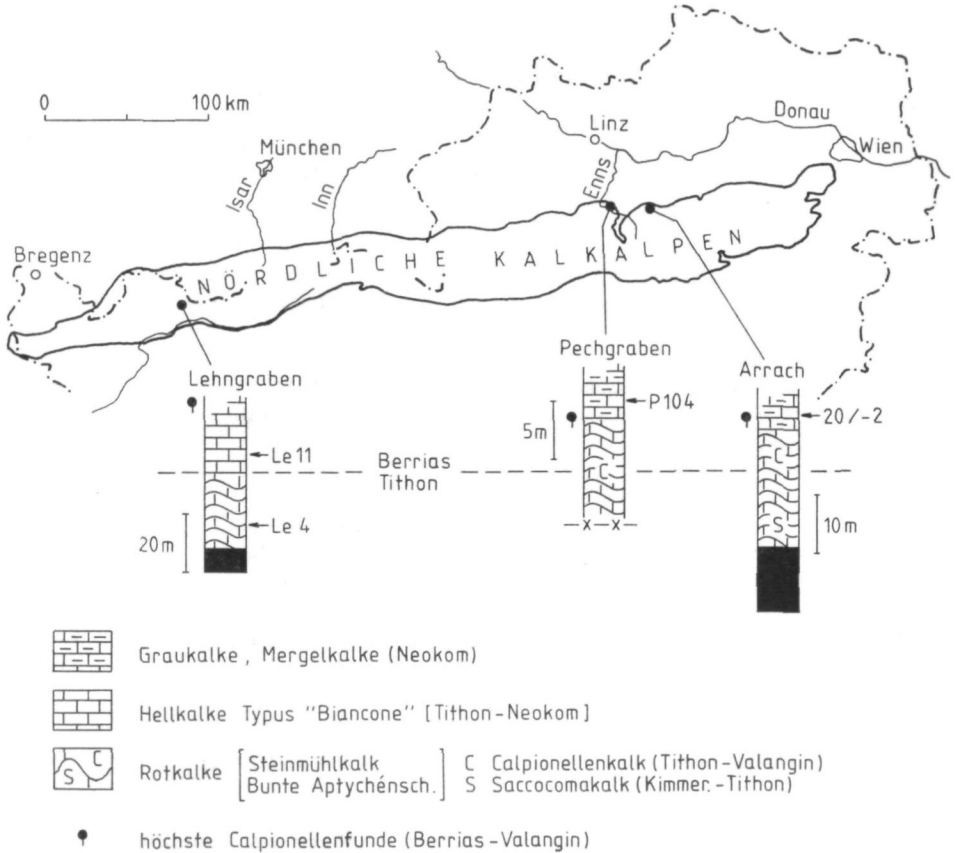 0 100 km
Donau
Linz
Wien
München
Enns
Isar
Inn
Bregenz
NÖRDLICHE KALKALPEN
Pechgraben
Lehngraben
Arrach
P104
20/-2
5m
C
C
Le 11
Berrias
Tithon
Le 4
S
10m
20m
x x
Graukalke, Mergelkalke (Neokom)
Hellkalke Typus "Biancone" [Tithon-Neokom]
C
S
Rotkalke [Steinmühlkalk
Bunte Aptychénsch.]
C Calpionellenkalk (Tithon-Valangin)
S Saccocomakalk (Kimmer.-Tithon)
höchste Calpionellenfunde (Berrias-Valangin)